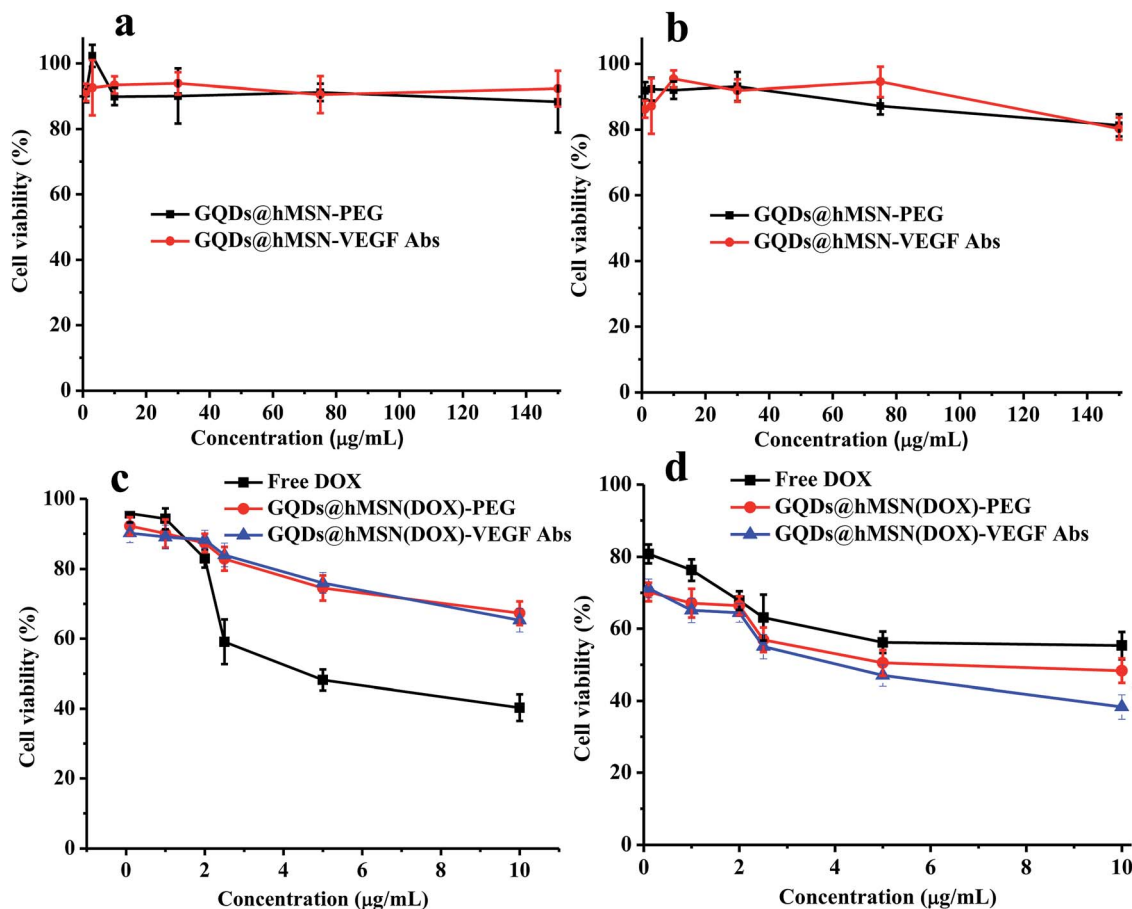 a
100
80
60
40
20
0
Cell viability (%)
GQDs@hMSN-PEG
GQDs@hMSN-VEGF Abs
0 20 40 60 80 100 120 140
Concentration (μg/mL)
b
100
80
60
40
20
0
Cell viability (%)
GQDs@hMSN-PEG
GQDs@hMSN-VEGF Abs
0 20 40 60 80 100 120 140
Concentration (μg/mL)
c
Free DOX
GQDs@hMSN(DOX)-PEG
GQDs@hMSN(DOX)-VEGF Abs
100
80
60
40
20
0
Cell viability (%)
0 2 4 6 8 10
Concentration (μg/mL)
d
Free DOX
GQDs@hMSN(DOX)-PEG
GQDs@hMSN(DOX)-VEGF Abs
100
80
60
40
20
0
Cell viability (%)
0 2 4 6 8 10
Concentration (μg/mL)